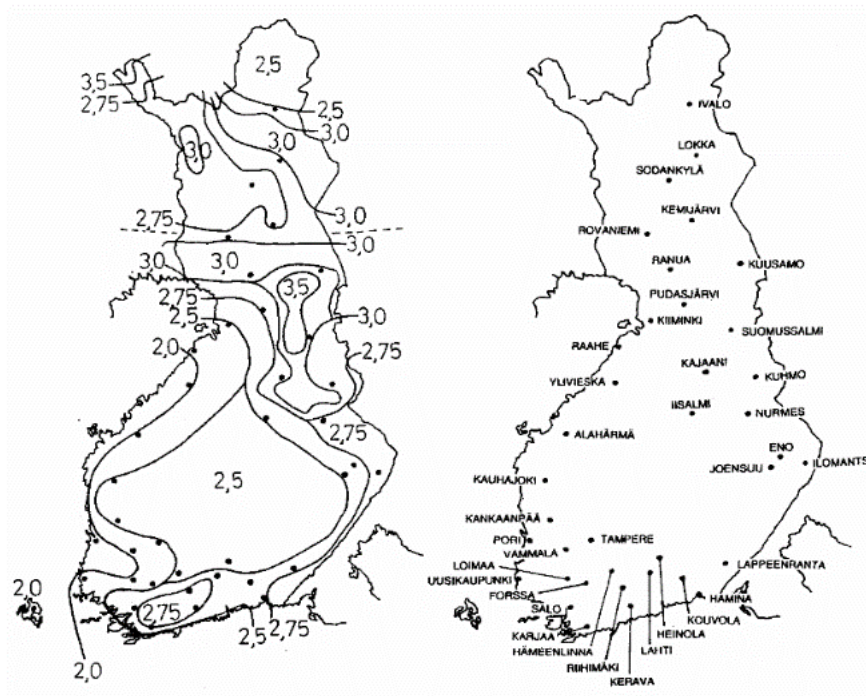 2,5
3,5
2,75
2,5
3,0
3,0
3,0
2,75
3,0
3,0
3,0
3,0
3,5
2,75
2,5
3,0
2,0
2,75
2,75
2,5
2,0
2,75
2,5
2,75
2,0
IVALO
LOKKA
SODANKYLÄ
KEMIJÄRVI
ROVANIEMI
RANUA
KUUSAMO
PUDASJÄRVI
KIIMINKI
SUOMUSSALMI
RAAHE
KAJAANI
KUHMO
YLIVIESKA
IISALMI
NURMES
ALAHÄRMÄ
ENO
ILOMANTS
JOENSUU
KAUHAJOKI
KANKAANPÄÄ
PORI
TAMPERE
VAMMALA
LOIMAA
LAPPEENRANTA
UUSIKAUPUNKI
FORSSA
HAMINA
SALO
KOUVOLA
KARJAA
HEINOLA
HÄMEENLINNA
LAHTI
RIIHIMÄKI
KERAVA